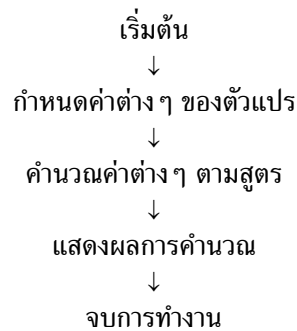 เริ่มต้น
↓
กำหนดค่าต่าง ๆ ของตัวแปร
↓
คำนวณค่าต่าง ๆ ตามสูตร
↓
แสดงผลการคำนวณ
↓
จบการทำงาน